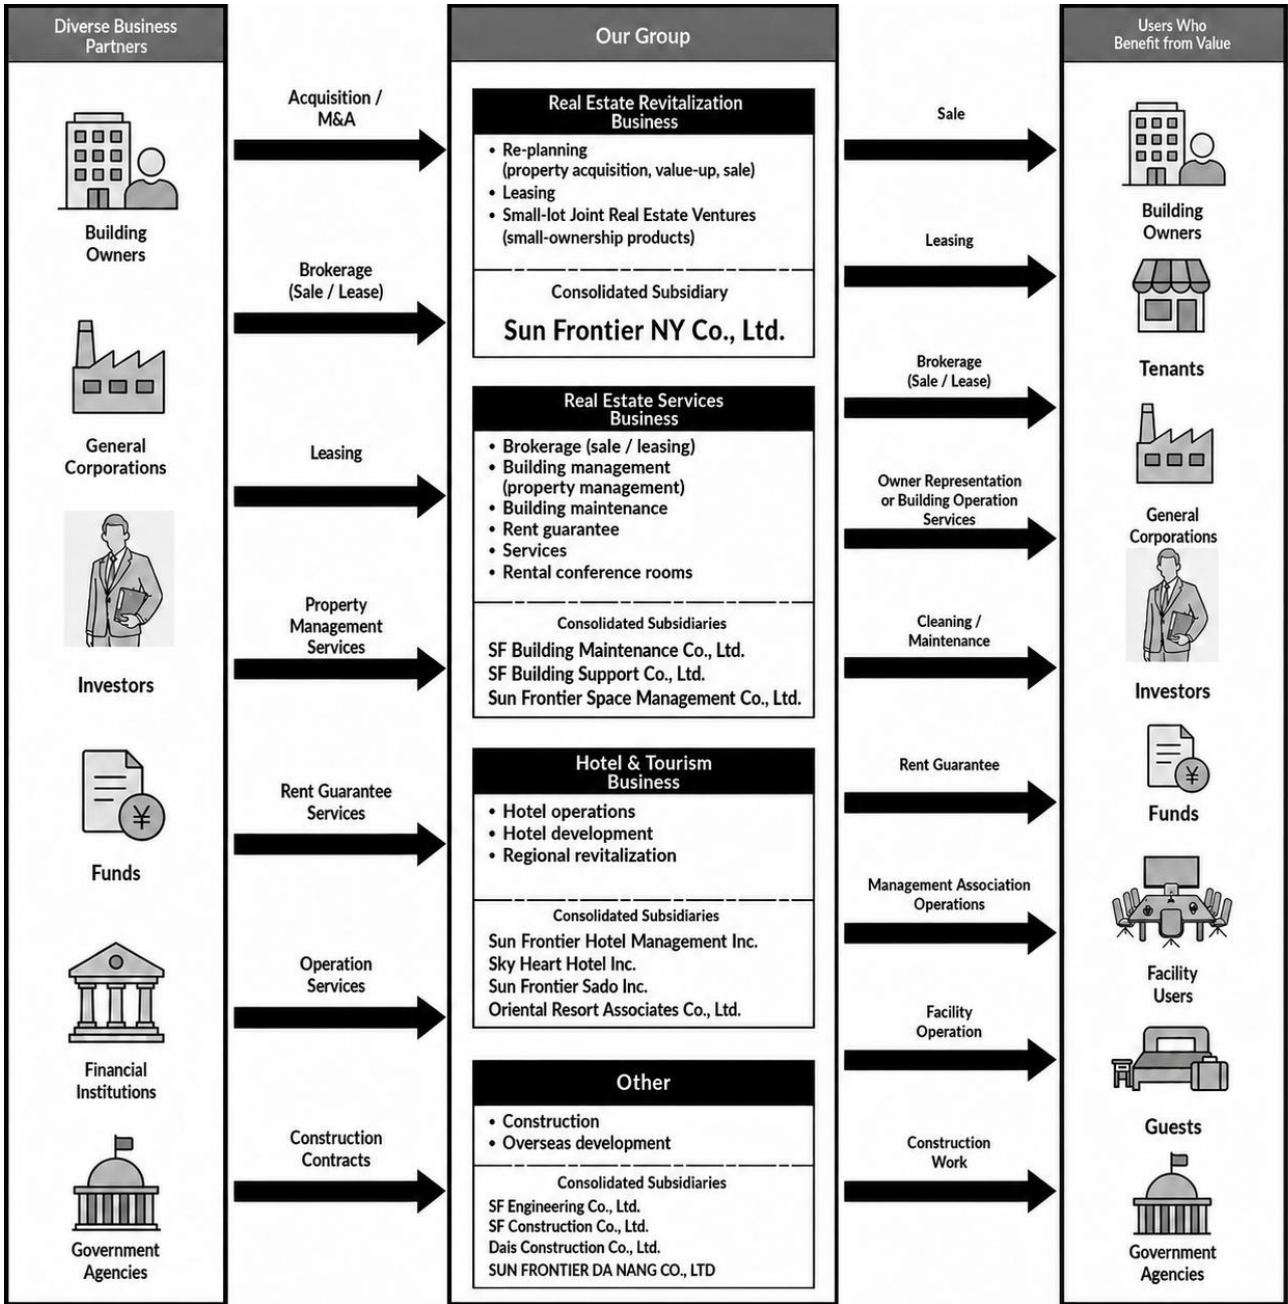 Diverse Business
Partners
Building
Owners
General
Corporations
Investors
¥
Funds
Financial
Institutions
Government
Agencies
Acquisition /
M&A
Brokerage
(Sale / Lease)
Leasing
Property
Management
Services
Rent Guarantee
Services
Operation
Services
Construction
Contracts
Our Group
Real Estate Revitalization
Business
• Re-planning
(property acquisition, value-up, sale)
• Leasing
• Small-lot Joint Real Estate Ventures
(small-ownership products)
Consolidated Subsidiary
Sun Frontier NY Co., Ltd.
Real Estate Services
Business
• Brokerage (sale / leasing)
• Building management
(property management)
• Building maintenance
• Rent guarantee
• Services
• Rental conference rooms
Consolidated Subsidiaries
SF Building Maintenance Co., Ltd.
SF Building Support Co., Ltd.
Sun Frontier Space Management Co., Ltd.
Hotel & Tourism
Business
• Hotel operations
• Hotel development
• Regional revitalization
Consolidated Subsidiaries
Sun Frontier Hotel Management Inc.
Sky Heart Hotel Inc.
Sun Frontier Sado Inc.
Oriental Resort Associates Co., Ltd.
Other
• Construction
• Overseas development
Consolidated Subsidiaries
SF Engineering Co., Ltd.
SF Construction Co., Ltd.
Dais Construction Co., Ltd.
SUN FRONTIER DA NANG CO., LTD
Sale
Leasing
Brokerage
(Sale / Lease)
Owner Representation
or Building Operation
Services
Cleaning /
Maintenance
Rent Guarantee
Management Association
Operations
Facility
Operation
Construction
Work
Users Who
Benefit from Value
Building
Owners
Tenants
General
Corporations
Investors
¥
Funds
Facility
Users
Guests
Government
Agencies